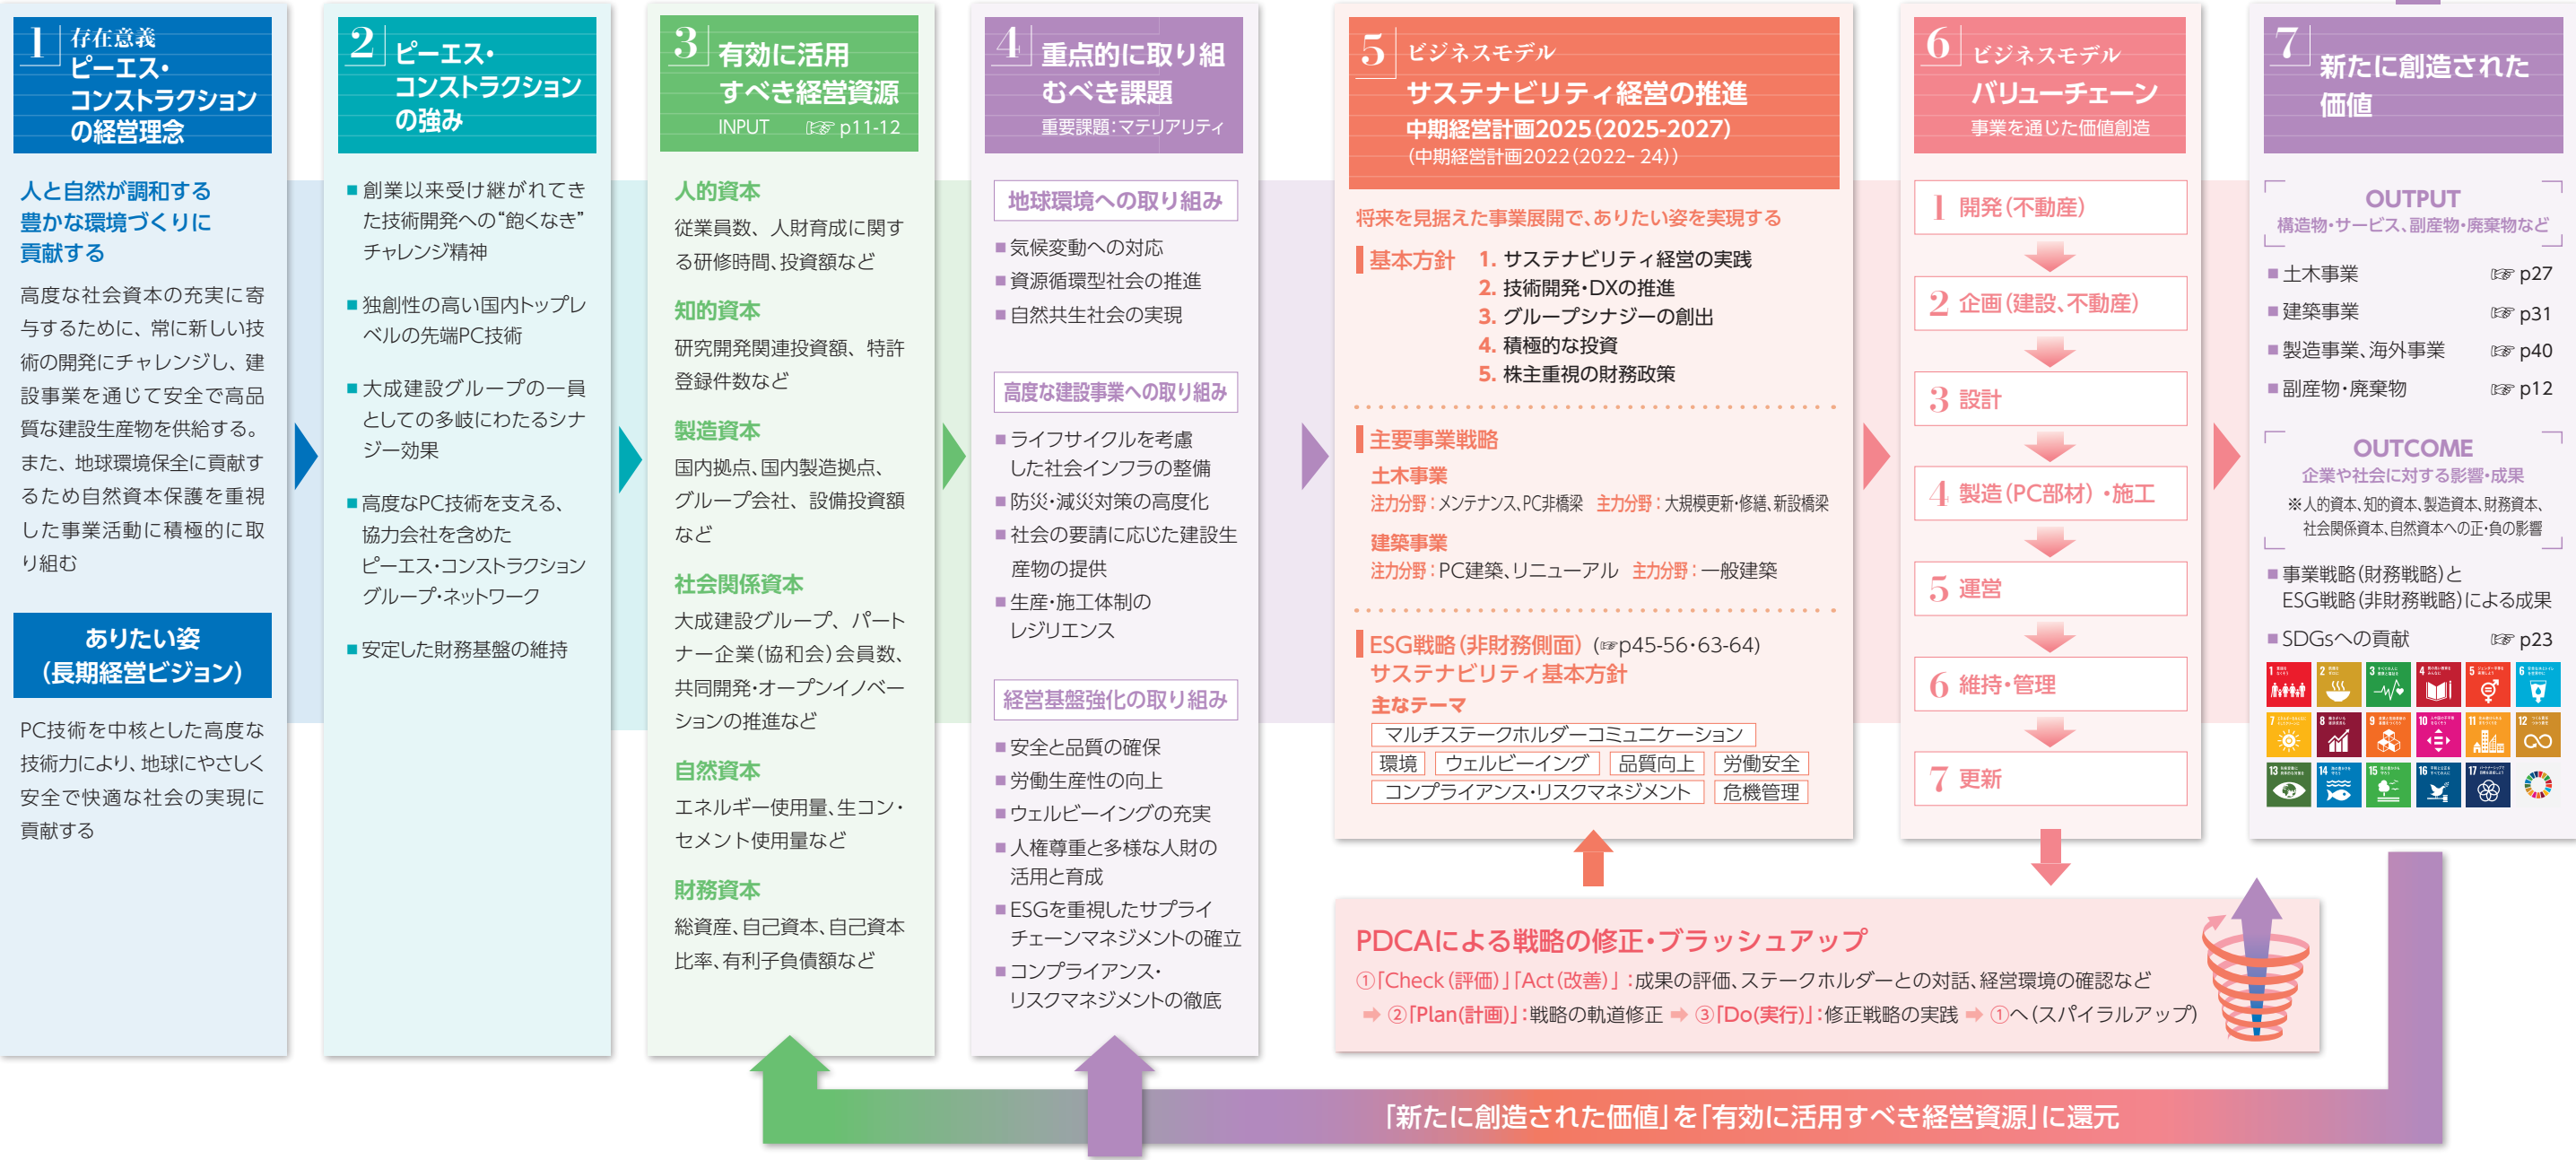 1 存在意義
ピーエス・
コンストラクション
の経営理念
人と自然が調和する
豊かな環境づくりに
貢献する
高度な社会資本の充実に寄
与するために、常に新しい技
術の開発にチャレンジし、建
設事業を通じて安全で高品
質な建設生産物を供給する。
また、地球環境保全に貢献す
るため自然資本保護を重視
した事業活動に積極的に取
り組む
ありたい姿
(長期経営ビジョン)
PC技術を中核とした高度な
技術力により、地球にやさしく
安全で快適な社会の実現に
貢献する
2 ピーエス・
コンストラクション
の強み
■創業以来受け継がれてき
た技術開発への“飽くなき”
チャレンジ精神
■独創性の高い国内トップレ
ベルの先端PC技術
■大成建設グループの一員
としての多岐にわたるシナ
ジー効果
■高度なPC技術を支える、
協力会社を含めた
ピーエス・コンストラクション
グループ・ネットワーク
■安定した財務基盤の維持
3 有効に活用
すべき経営資源
INPUT ☞ p11-12
人的資本
従業員数、人財育成に関す
る研修時間、投資額など
知的資本
研究開発関連投資額、特許
登録件数など
製造資本
国内拠点、国内製造拠点、
グループ会社、設備投資額
など
社会関係資本
大成建設グループ、パート
ナー企業(協和会)会員数、
共同開発・オープンイノベー
ションの推進など
自然資本
エネルギー使用量、生コン・
セメント使用量など
財務資本
総資産、自己資本、自己資本
比率、有利子負債額など
4 重点的に取り組
むべき課題
重要課題：マテリアリティ
地球環境への取り組み
■気候変動への対応
■資源循環型社会の推進
■自然共生社会の実現
高度な建設事業への取り組み
■ライフサイクルを考慮
した社会インフラの整備
■防災・減災対策の高度化
■社会の要請に応じた建設生
産物の提供
■生産・施工体制の
レジリエンス
経営基盤強化の取り組み
■安全と品質の確保
■労働生産性の向上
■ウェルビーイングの充実
■人権尊重と多様な人財の
活用と育成
■ESGを重視したサプライ
チェーンマネジメントの確立
■コンプライアンス・
リスクマネジメントの徹底
5 ビジネスモデル
サステナビリティ経営の推進
中期経営計画2025(2025-2027)
(中期経営計画2022(2022- 24))
将来を見据えた事業展開で、ありたい姿を実現する
基本方針 1. サステナビリティ経営の実践
2. 技術開発・DXの推進
3. グループシナジーの創出
4. 積極的な投資
5. 株主重視の財務政策
主要事業戦略
土木事業
注力分野：メンテナンス、PC非橋梁 主力分野：大規模更新・修繕、新設橋梁
建築事業
注力分野：PC建築、リニューアル 主力分野：一般建築
ESG戦略(非財務側面) (☞p45-56・63-64)
サステナビリティ基本方針
主なテーマ
マルチステークホルダーコミュニケーション
環境 ウェルビーイング 品質向上 労働安全
コンプライアンス・リスクマネジメント 危機管理
6 ビジネスモデル
バリューチェーン
事業を通じた価値創造
1 開発(不動産)
2 企画(建設、不動産)
3 設計
4 製造(PC部材)・施工
5 運営
6 維持・管理
7 更新
7 新たに創造された
価値
OUTPUT
構造物・サービス、副産物・廃棄物など
■土木事業 ☞ p27
■建築事業 ☞ p31
■製造事業、海外事業 ☞ p40
■副産物・廃棄物 ☞ p12
OUTCOME
企業や社会に対する影響・成果
※人的資本、知的資本、製造資本、財務資本、
社会関係資本、自然資本への正・負の影響
■事業戦略(財務戦略)と
ESG戦略(非財務戦略)による成果
■SDGsへの貢献 ☞ p23
1 2 3 4 5 6
7 8 9 10 11 12
13 14 15 16 17
PDCAによる戦略の修正・ブラッシュアップ
①「Check(評価)」「Act(改善)」：成果の評価、ステークホルダーとの対話、経営環境の確認など
➡ ②「Plan(計画)」：戦略の軌道修正 ➡ ③「Do(実行)」：修正戦略の実践 ➡ ①へ(スパイラルアップ)
「新たに創造された価値」を「有効に活用すべき経営資源」に還元